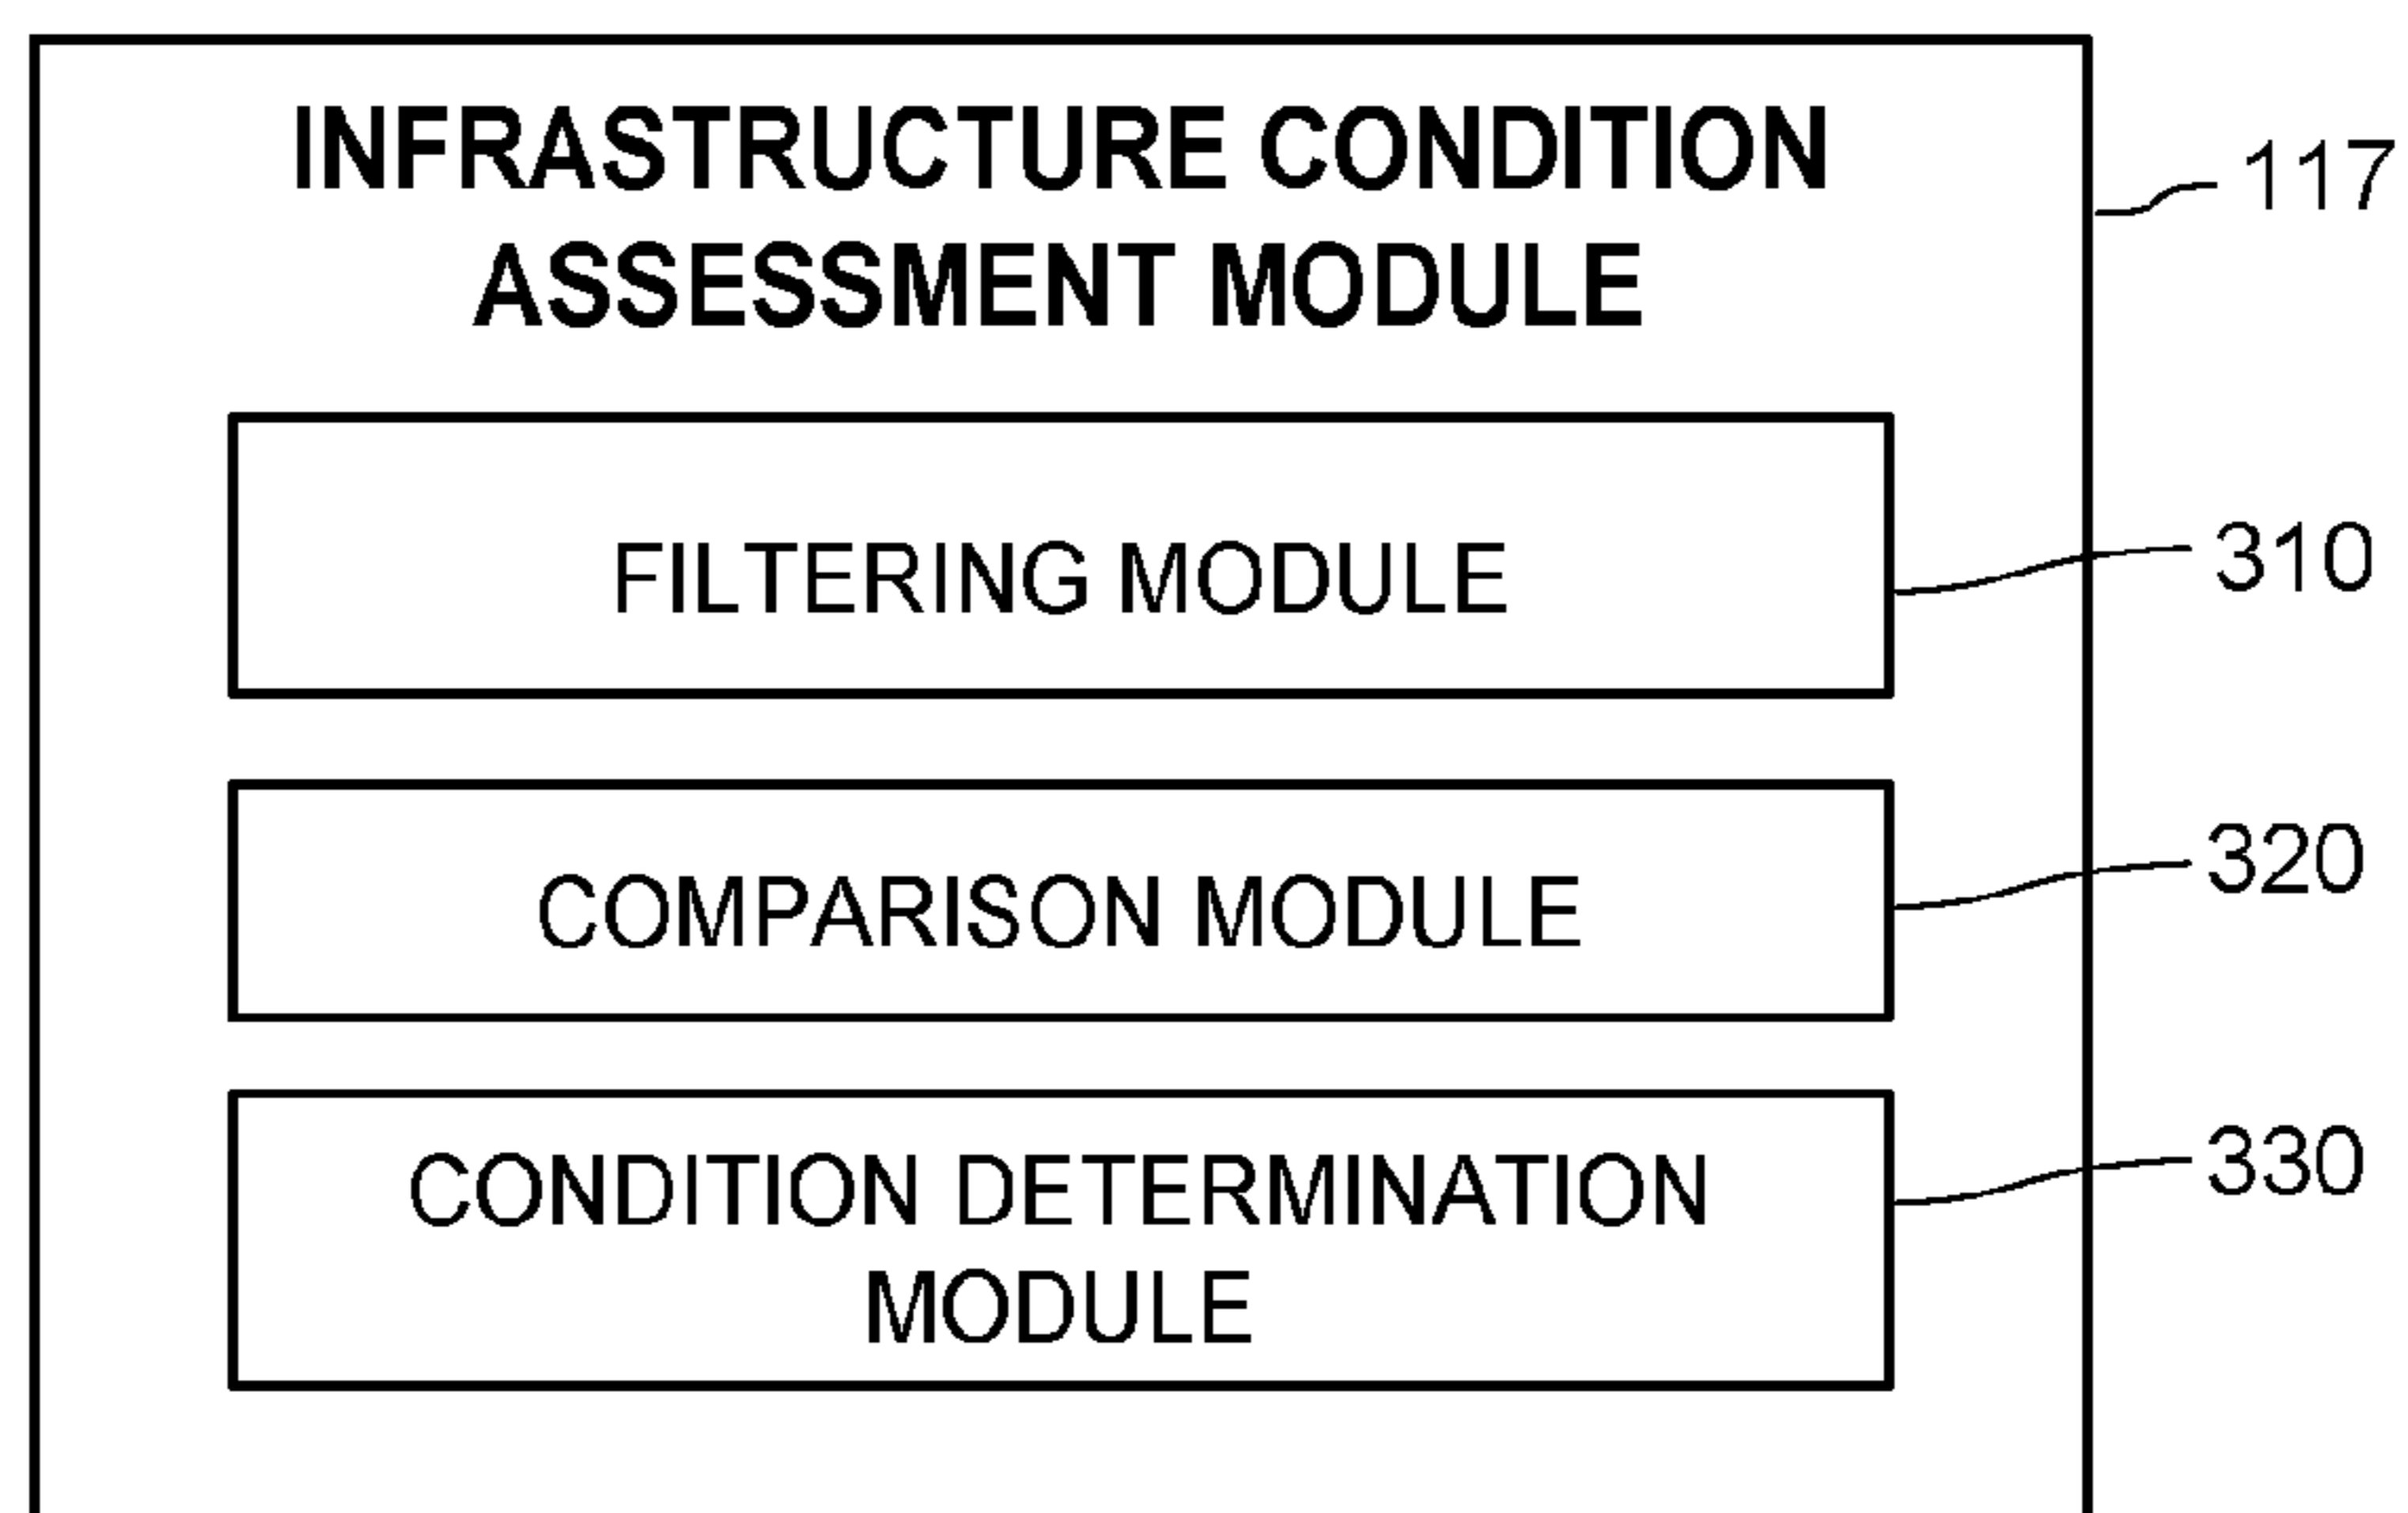 INFRASTRUCTURE CONDITION
ASSESSMENT MODULE
117
FILTERING MODULE
310
COMPARISON MODULE
320
CONDITION DETERMINATION
MODULE
330